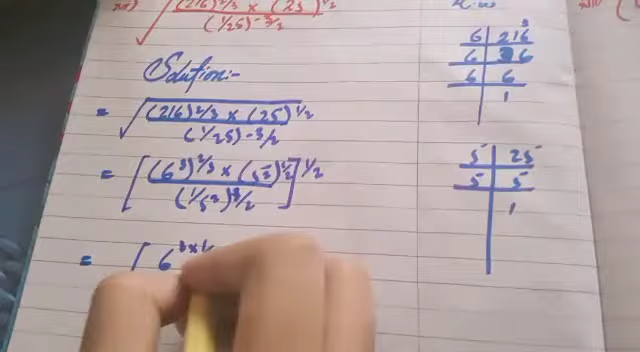 √(216)^2/3 × (25)^1/2 / (1/25)^-3/2
Solution:-
= √(216)^2/3 × (25)^1/2 / (1/25)^-3/2
= [(6^3)^2/3 × (5^2)^1/2 / (1/5^2)^3/2]^1/2
= [6^3×
6 | 216
6 | 36
6 | 6
1
5 | 25
5 | 5
1